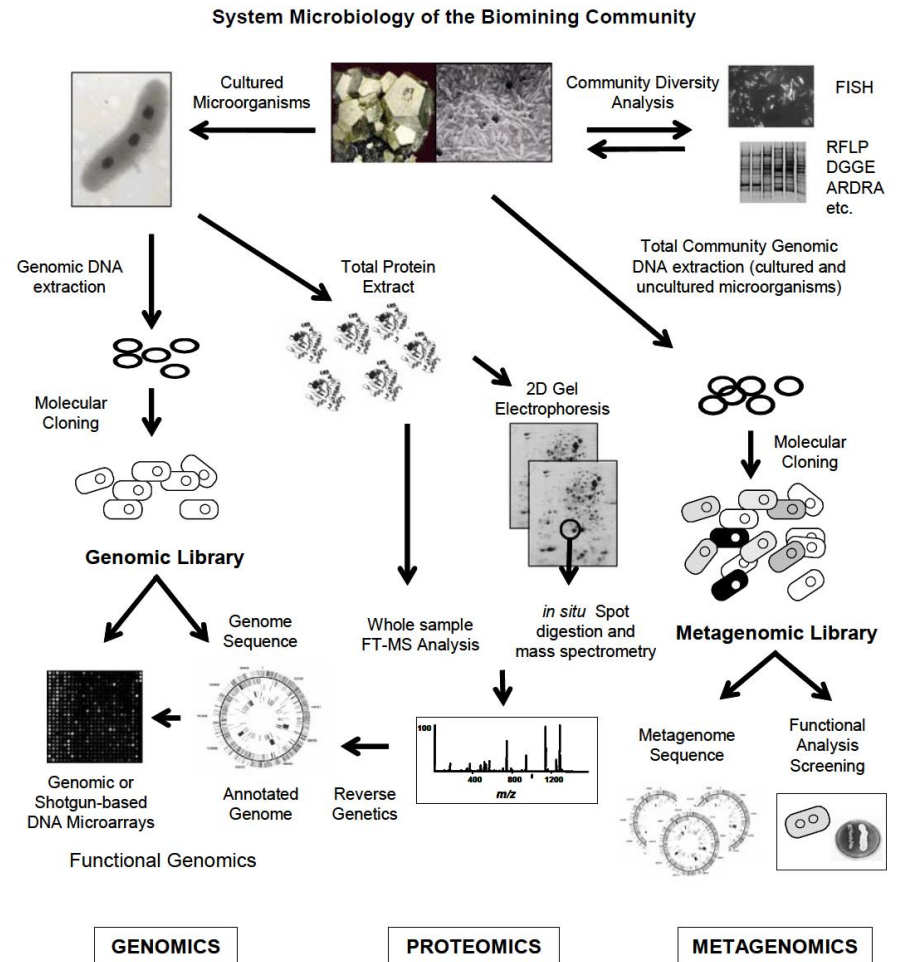 System Microbiology of the Biomining Community
Cultured
Microorganisms
Community Diversity
Analysis
FISH
RFLP
DGGE
ARDRA
etc.
Genomic DNA
extraction
Total Protein
Extract
Total Community Genomic
DNA extraction (cultured and
uncultured microorganisms)
2D Gel
Electrophoresis
Molecular
Cloning
Molecular
Cloning
Genomic Library
Genome
Sequence
Whole sample
FT-MS Analysis
in situ Spot
digestion and
mass spectrometry
Metagenomic Library
Metagenome
Sequence
Functional
Analysis
Screening
100
400 800 1200
m/z
Genomic or
Shotgun-based
DNA Microarrays
Annotated
Genome
Reverse
Genetics
Functional Genomics
GENOMICS
PROTEOMICS
METAGENOMICS